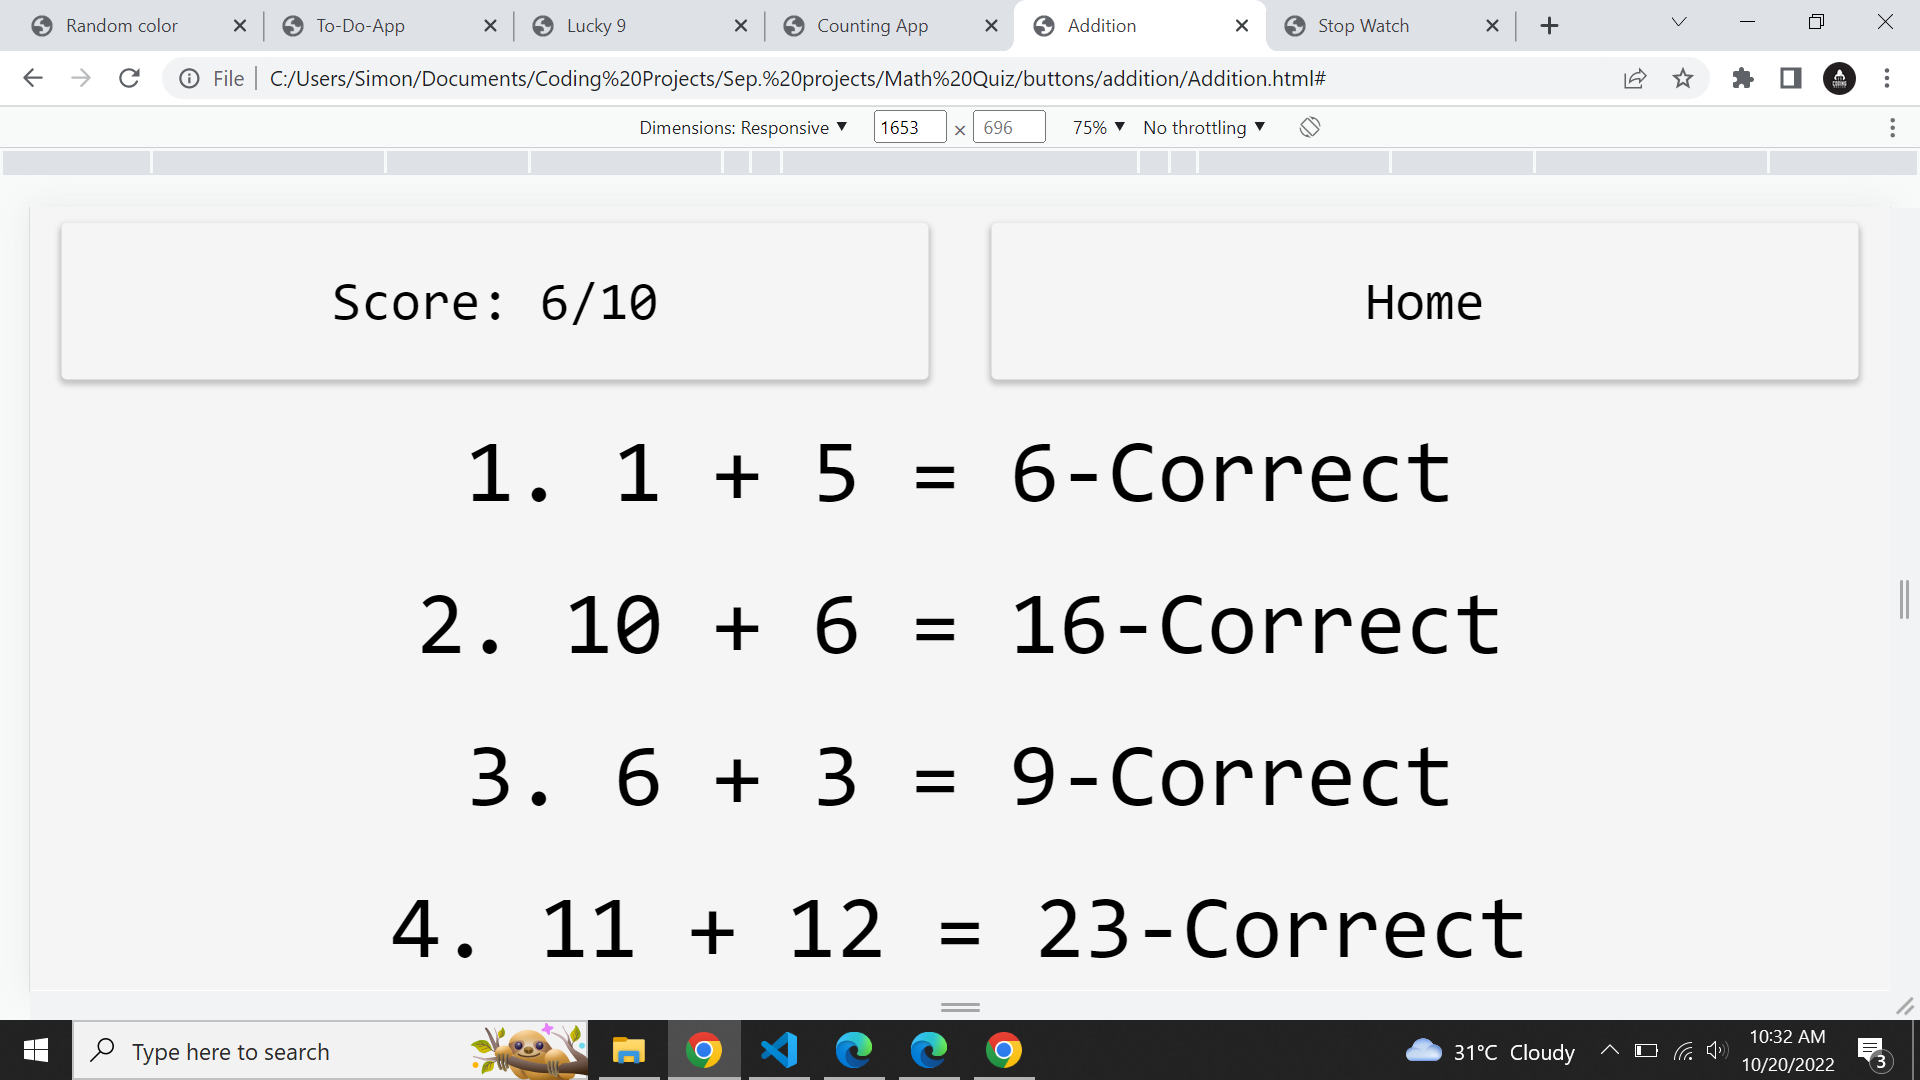 Random color
To-Do-App
Lucky 9
Counting App
Addition
Stop Watch
File
C:/Users/Simon/Documents/Coding%20Projects/Sep.%20projects/Math%20Quiz/buttons/addition/Addition.html#
Dimensions: Responsive
1653 × 696
75%
No throttling
Score: 6/10
Home
1. 1 + 5 = 6-Correct
2. 10 + 6 = 16-Correct
3. 6 + 3 = 9-Correct
4. 11 + 12 = 23-Correct
Type here to search
31°C Cloudy
10:32 AM
10/20/2022
3